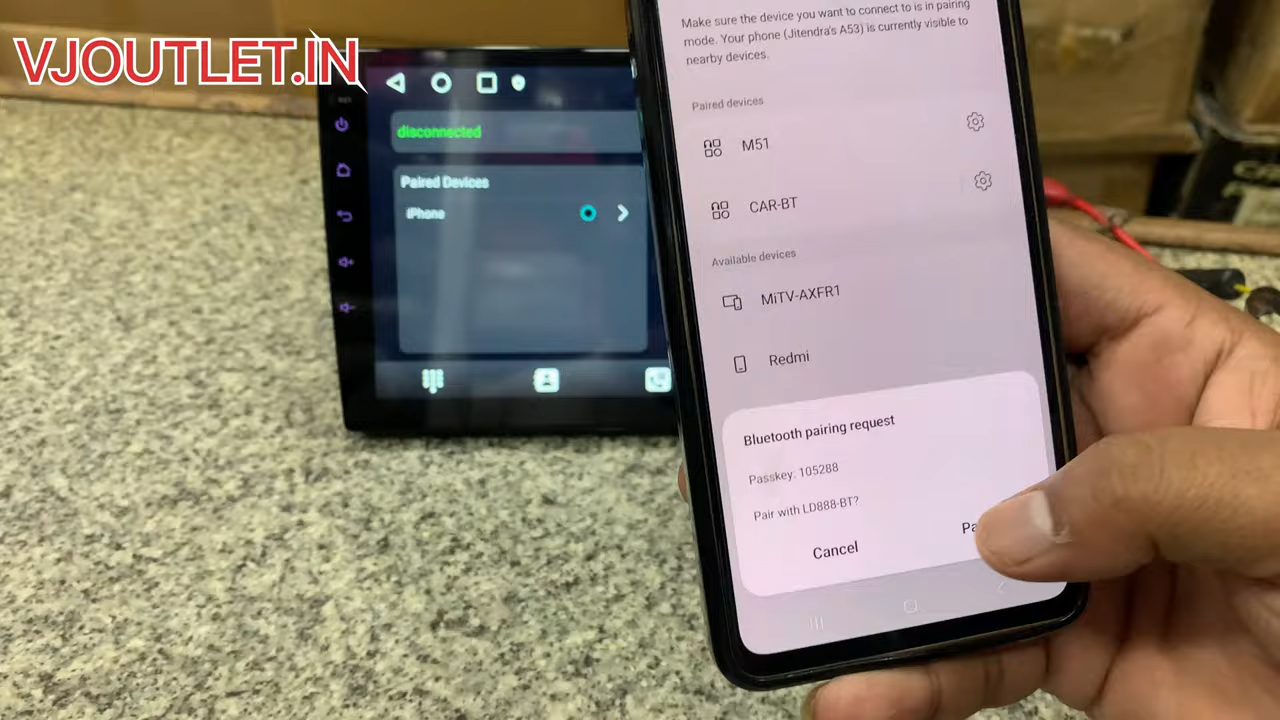 VJOUTLET.IN
disconnected
Paired Devices
iPhone
Make sure the device you want to connect to is in pairing
mode. Your phone (Jitendra's A53) is currently visible to
nearby devices.
Paired devices
M51
CAR-BT
Available devices
MiTV-AXFR1
Redmi
Bluetooth pairing request
Passkey: 105288
Pair with LD888-BT?
Cancel